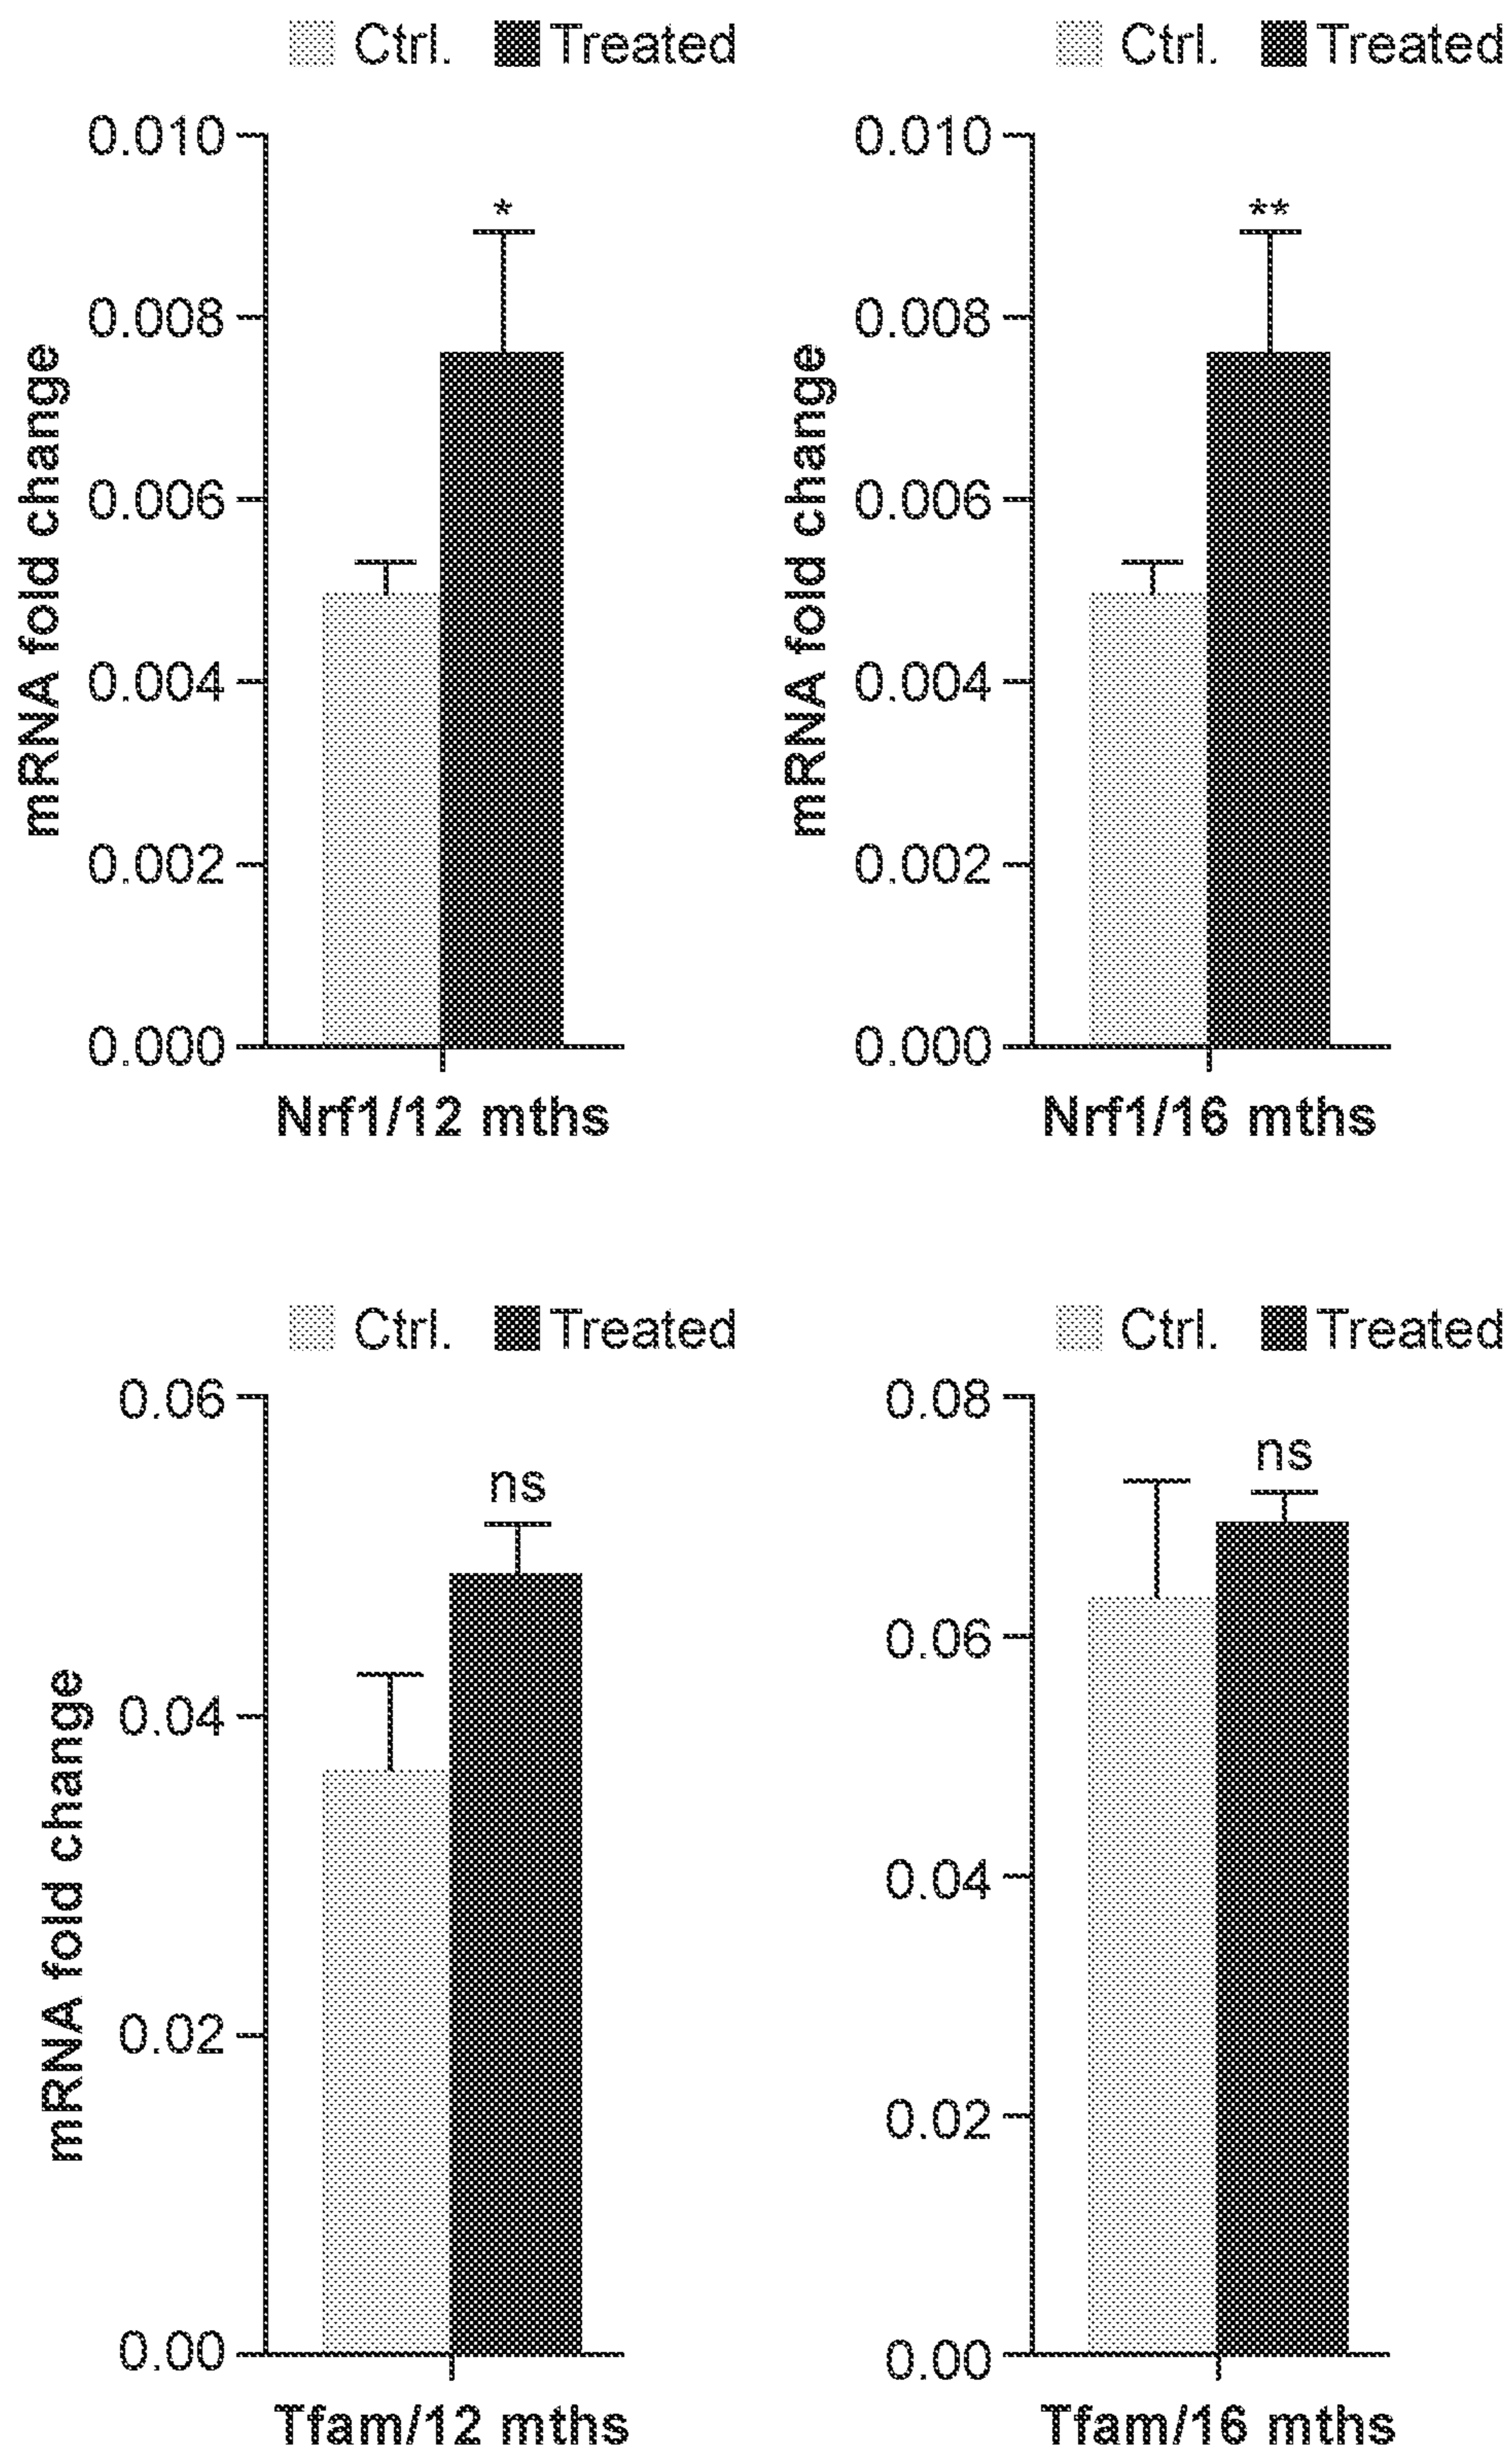 Ctrl. Treated
Ctrl. Treated
0.010
0.008
0.006
0.004
0.002
0.000
mRNA fold change
*
Nrf1/12 mths
0.010
0.008
0.006
0.004
0.002
0.000
mRNA fold change
**
Nrf1/16 mths
Ctrl. Treated
Ctrl. Treated
0.06
0.04
0.02
0.00
mRNA fold change
ns
Tfam/12 mths
0.08
0.06
0.04
0.02
0.00
ns
Tfam/16 mths